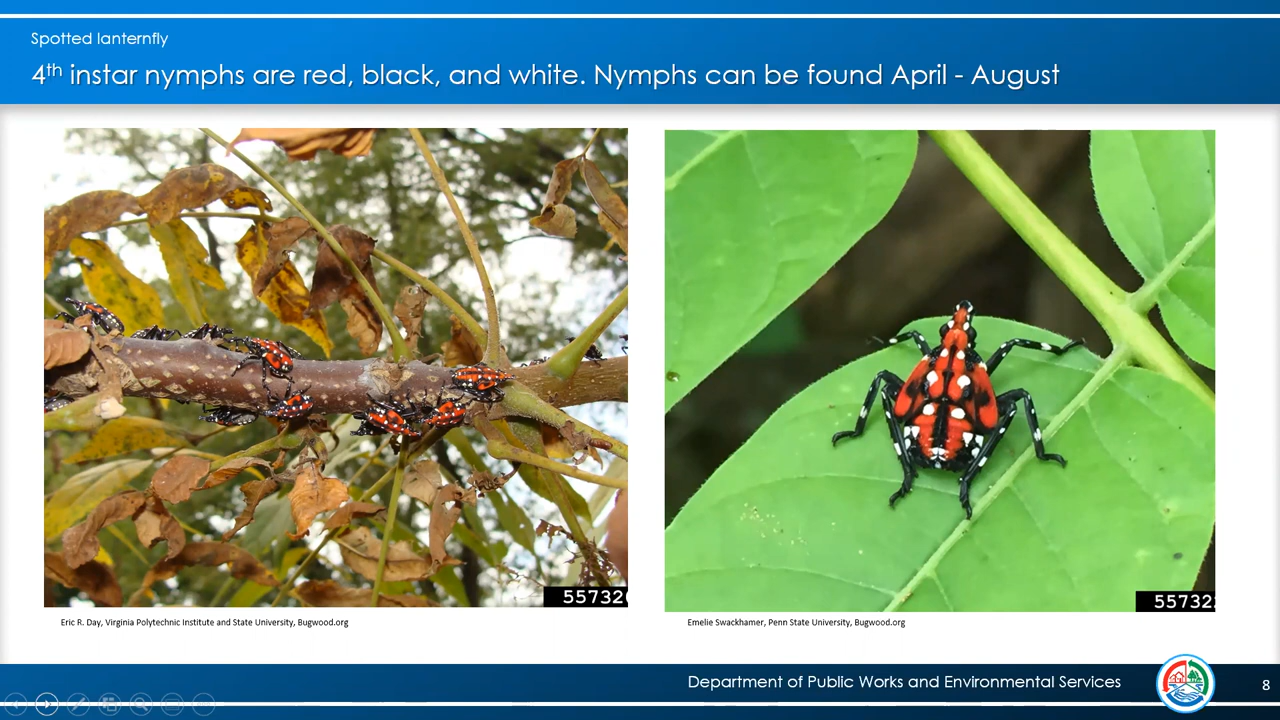 Spotted lanternfly
4th instar nymphs are red, black, and white. Nymphs can be found April - August
55732
55732
Eric R. Day, Virginia Polytechnic Institute and State University, Bugwood.org
Emelie Swackhamer, Penn State University, Bugwood.org
Department of Public Works and Environmental Services
8